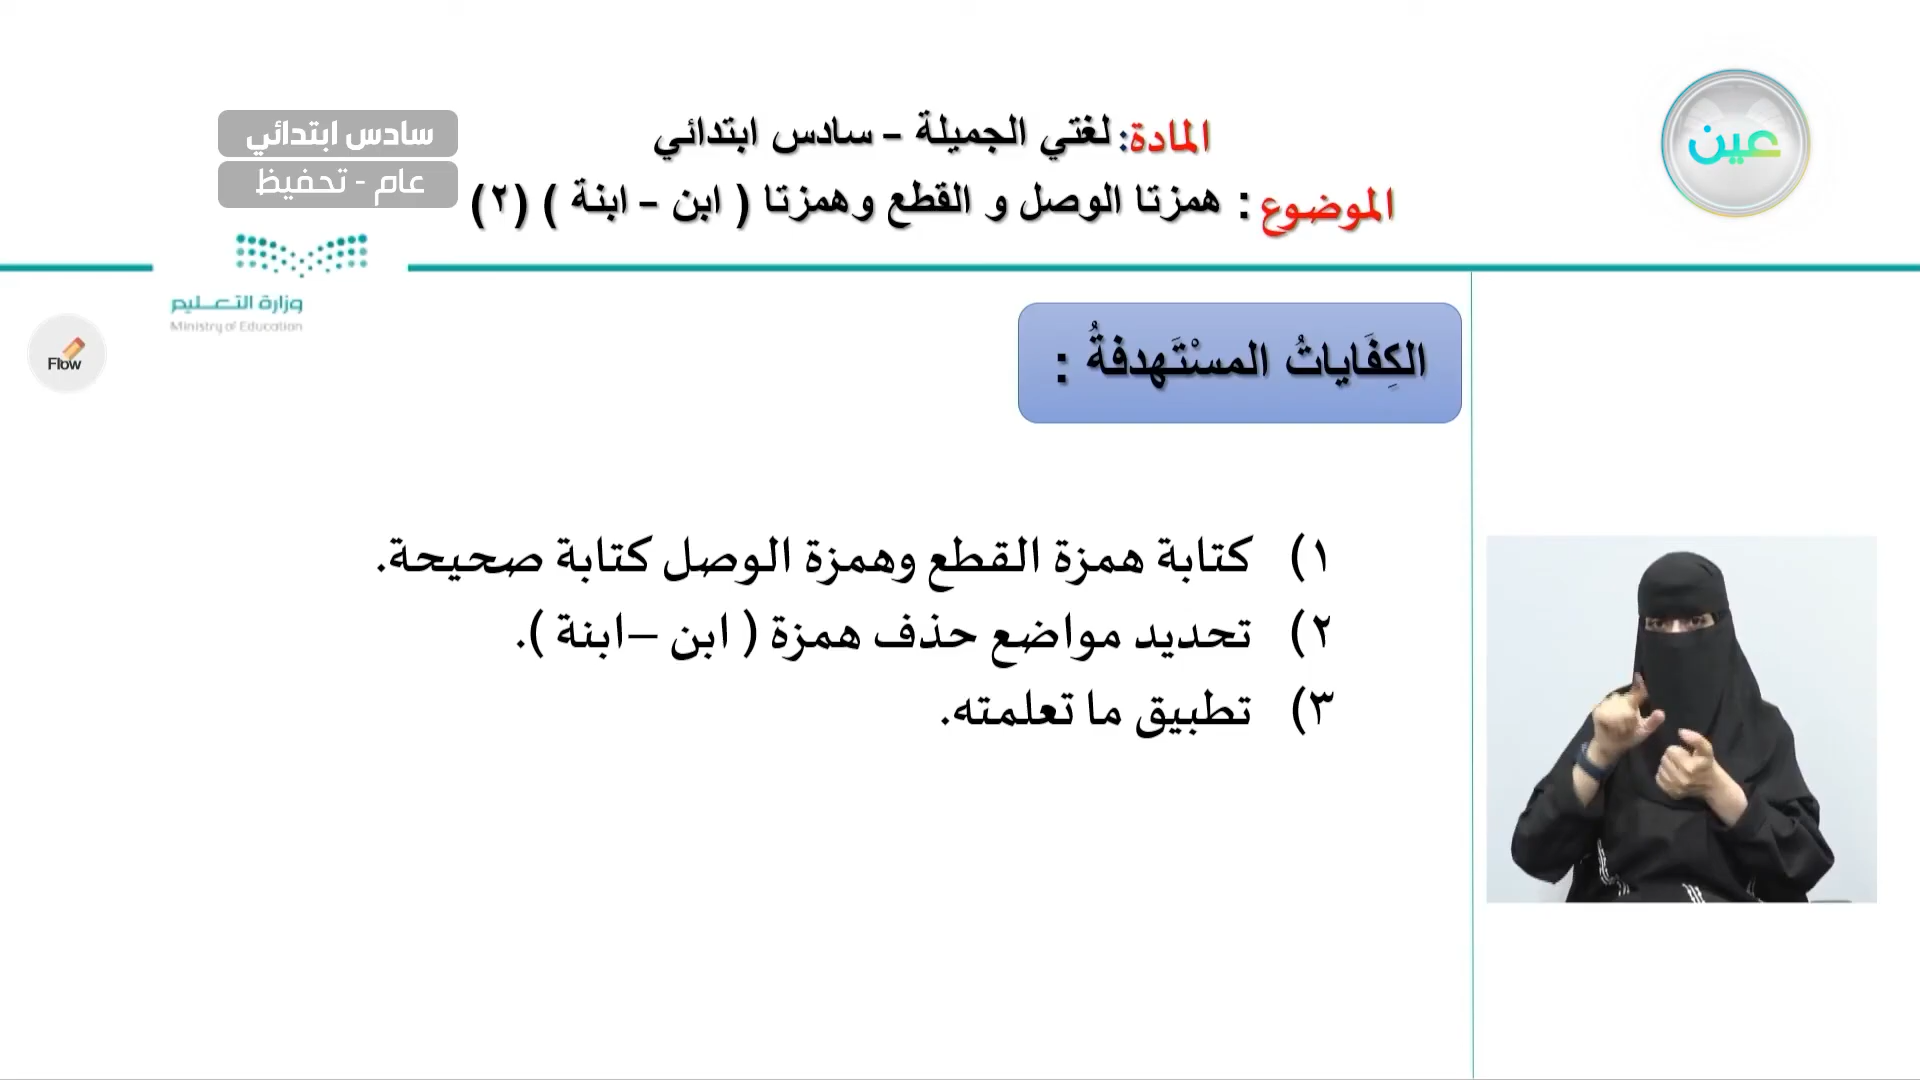 عين
المادة: لغتي الجميلة – سادس ابتدائي
الموضوع : همزتا الوصل و القطع وهمزتا ( ابن – ابنة ) (٢)
سادس ابتدائي
عام - تحفيظ
وزارة التعـــليم
Ministry of Education
Flow
الكِفَاياتُ المسْتَهدفةُ :
١) كتابة همزة القطع وهمزة الوصل كتابة صحيحة.
٢) تحديد مواضع حذف همزة ( ابن –ابنة ).
٣) تطبيق ما تعلمته.